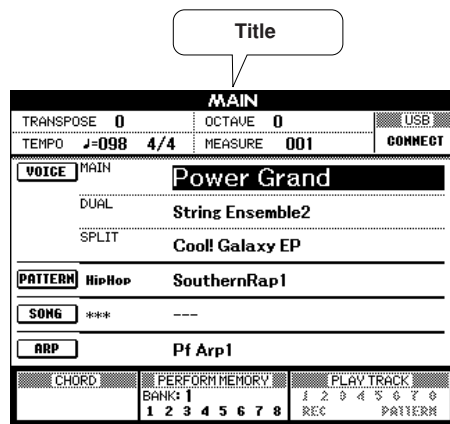 Title
MAIN
TRANSPOSE 0 OCTAVE 0 USB
TEMPO ♩=098 4/4 MEASURE 001 CONNECT
VOICE MAIN Power Grand
DUAL String Ensemble2
SPLIT Cool! Galaxy EP
PATTERN HipHop SouthernRap1
SONG *** ---
ARP Pf Arp1
CHORD PERFORM MEMORY PLAY TRACK
BANK: 1 1 2 3 4 5 6 7 8
1 2 3 4 5 6 7 8 REC PATTERN